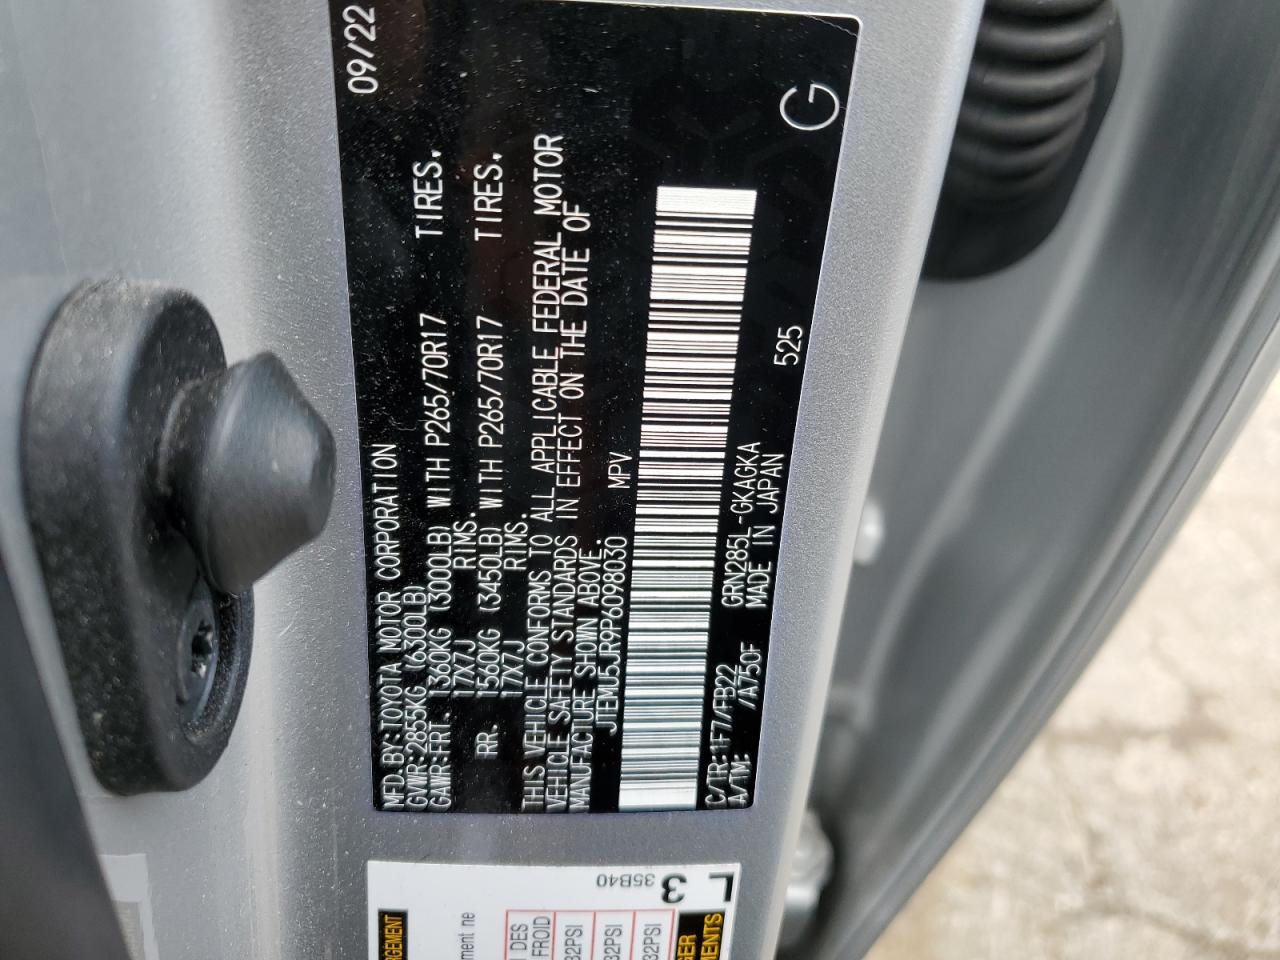 MFD.BY:TOYOTA MOTOR CORPORATION 09/22
GVWR:2855KG (6300LB)
GAWR:FRT. 1360KG (3000LB) WITH P265/70R17 TIRES.
17X7J RIMS.
RR. 1560KG (3450LB) WITH P265/70R17 TIRES.
17X7J RIMS.
THIS VEHICLE CONFORMS TO ALL APPLICABLE FEDERAL MOTOR
VEHICLE SAFETY STANDARDS IN EFFECT ON THE DATE OF
MANUFACTURE SHOWN ABOVE.
JTEMU5JR9P6098030 MPV
C/TR:1F7//FB22 GRN285L-GKAGKA 525
A/TM: /A750F MADE IN JAPAN
G
L
3
35B40
DES
FROID
32PSI
32PSI